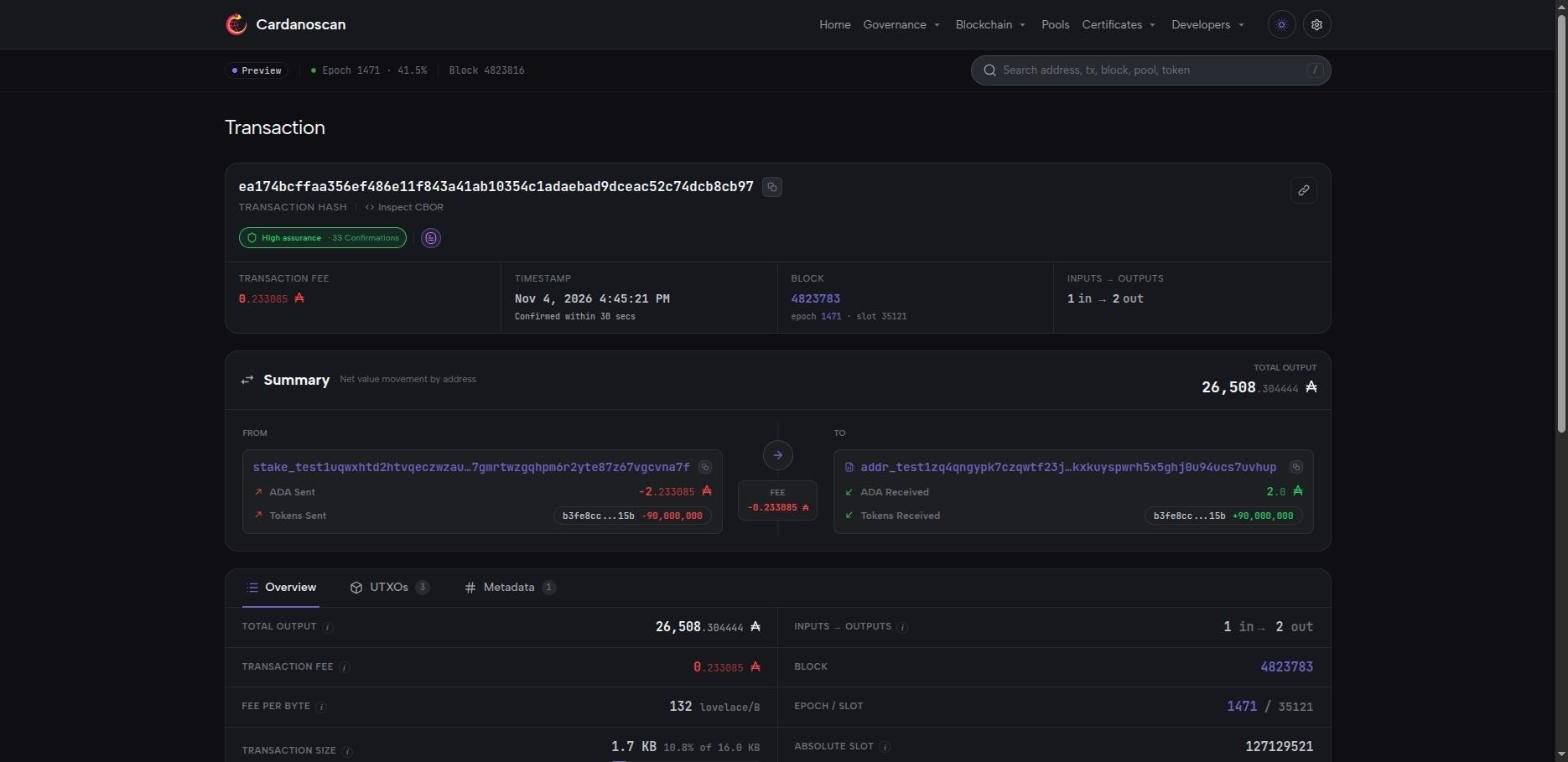 Cardanoscan
Home Governance Blockchain Pools Certificates Developers
Preview Epoch 1471 · 41.5% Block 4823816
Search address, tx, block, pool, token /
Transaction
ea174bcffaa356ef486e11f843a41ab10354c1adaebad9dceac52c74dcb8cb97
TRANSACTION HASH <> Inspect CBOR
High assurance · 33 Confirmations
TRANSACTION FEE TIMESTAMP BLOCK INPUTS → OUTPUTS
0.233085 ₳ Nov 4, 2026 4:45:21 PM 4823783 1 in → 2 out
Confirmed within 30 secs epoch 1471 · slot 35121
Summary Net value movement by address
TOTAL OUTPUT
26,508.304444 ₳
FROM TO
stake_test1uqwxhtd2htvqeczwzau…7gmrtwzgqhpm6r2yte87z67vgcvna7f addr_test1zq4qngypk7czqwtf23j…kxkuyspwrh5x5ghj0u94ucs7uvhup
ADA Sent -2.233085 ₳ FEE ADA Received 2.0 ₳
Tokens Sent b3fe8cc...15b -90,000,000 -0.233085 ₳ Tokens Received b3fe8cc...15b +90,000,000
Overview UTXOs 3 # Metadata 1
TOTAL OUTPUT i 26,508.304444 ₳ INPUTS → OUTPUTS i 1 in → 2 out
TRANSACTION FEE i 0.233085 ₳ BLOCK 4823783
FEE PER BYTE i 132 lovelace/B EPOCH / SLOT 1471 / 35121
TRANSACTION SIZE i 1.7 KB 10.8% of 16.0 KB ABSOLUTE SLOT i 127129521